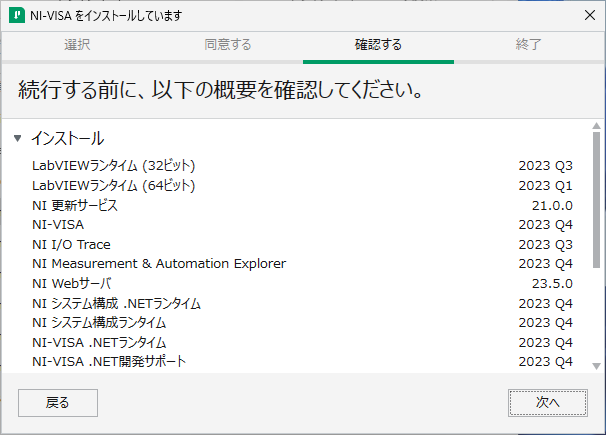 NI-VISA をインストールしています
選択 同意する 確認する 終了
続行する前に、以下の概要を確認してください。
インストール
LabVIEWランタイム (32ビット) 2023 Q3
LabVIEWランタイム (64ビット) 2023 Q1
NI 更新サービス 21.0.0
NI-VISA 2023 Q4
NI I/O Trace 2023 Q3
NI Measurement & Automation Explorer 2023 Q4
NI Webサーバ 23.5.0
NI システム構成 .NETランタイム 2023 Q4
NI システム構成ランタイム 2023 Q4
NI-VISA .NETランタイム 2023 Q4
NI-VISA .NET開発サポート 2023 Q4
戻る 次へ